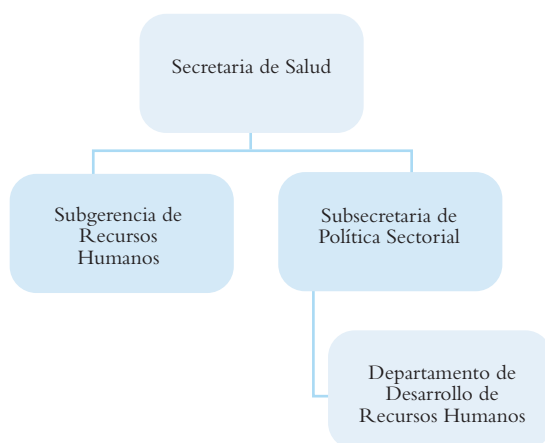 Secretaria de Salud
Subgerencia de
Recursos
Humanos
Subsecretaria de
Política Sectorial
Departamento de
Desarrollo de
Recursos Humanos